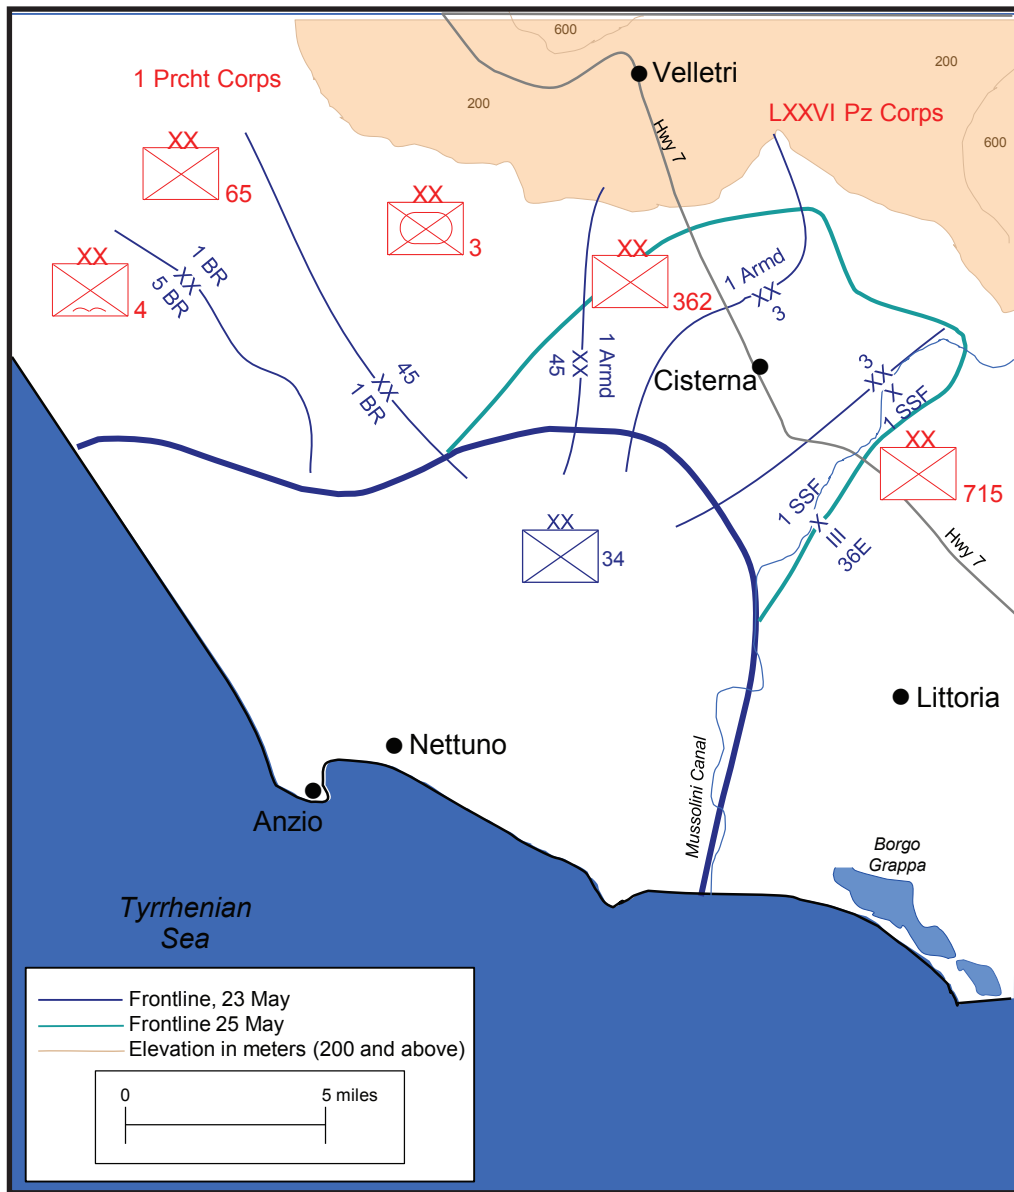 600
Velletri
1 Prcht Corps
200
200
LXXVI Pz Corps
Hwy 7
600
XX
65
XX
3
XX
4
1 BR
XX
5 BR
XX
362
1 Armd
XX
3
45
XX
1 BR
1 Armd
XX
45
Cisterna
3
XX
X
1 SSF
XX
715
1 SSF
X
III
36E
Hwy 7
XX
34
Littoria
Nettuno
Anzio
Mussolini Canal
Borgo
Grappa
Tyrrhenian
Sea
Frontline, 23 May
Frontline 25 May
Elevation in meters (200 and above)
0
5 miles